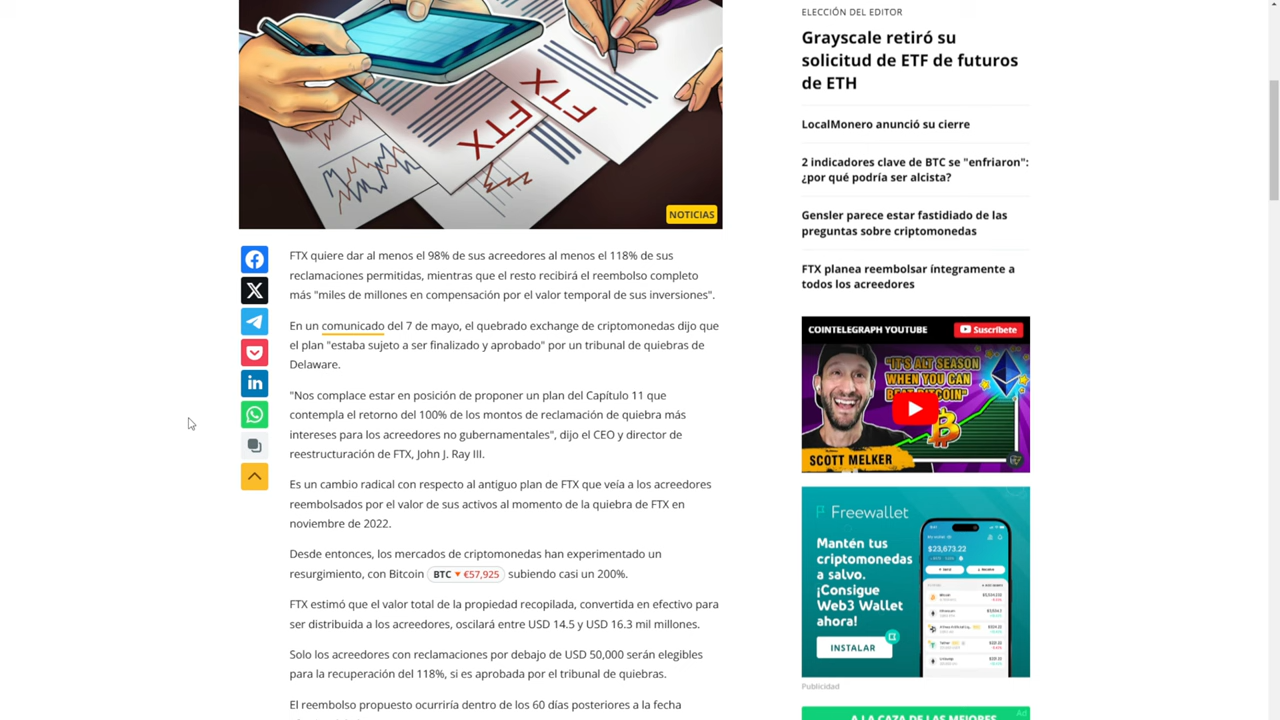 FTX
FTX
NOTICIAS
FTX quiere dar al menos el 98% de sus acreedores al menos el 118% de sus
reclamaciones permitidas, mientras que el resto recibirá el reembolso completo
más "miles de millones en compensación por el valor temporal de sus inversiones".
En un comunicado del 7 de mayo, el quebrado exchange de criptomonedas dijo que
el plan "estaba sujeto a ser finalizado y aprobado" por un tribunal de quiebras de
Delaware.
"Nos complace estar en posición de proponer un plan del Capítulo 11 que
contempla el retorno del 100% de los montos de reclamación de quiebra más
intereses para los acreedores no gubernamentales", dijo el CEO y director de
reestructuración de FTX, John J. Ray III.
Es un cambio radical con respecto al antiguo plan de FTX que veía a los acreedores
reembolsados por el valor de sus activos al momento de la quiebra de FTX en
noviembre de 2022.
Desde entonces, los mercados de criptomonedas han experimentado un
resurgimiento, con Bitcoin BTC €57,925 subiendo casi un 200%.
FTX estimó que el valor total de la propiedad recopilada, convertida en efectivo para
ser distribuida a los acreedores, oscilará entre USD 14.5 y USD 16.3 mil millones.
Solo los acreedores con reclamaciones por debajo de USD 50,000 serán elegibles
para la recuperación del 118%, si es aprobada por el tribunal de quiebras.
El reembolso propuesto ocurriría dentro de los 60 días posteriores a la fecha
ELECCIÓN DEL EDITOR
Grayscale retiró su
solicitud de ETF de futuros
de ETH
LocalMonero anunció su cierre
2 indicadores clave de BTC se "enfriaron":
¿por qué podría ser alcista?
Gensler parece estar fastidiado de las
preguntas sobre criptomonedas
FTX planea reembolsar íntegramente a
todos los acreedores
COINTELEGRAPH YOUTUBE
Suscríbete
"IT'S ALT SEASON
WHEN YOU CAN
SCOTT MELKER
Freewallet
Mantén tus
criptomonedas
a salvo.
¡Consigue
Web3 Wallet
ahora!
INSTALAR
$23,673.22
Publicidad
Ad
A LA CAZA DE LAS MEJORES